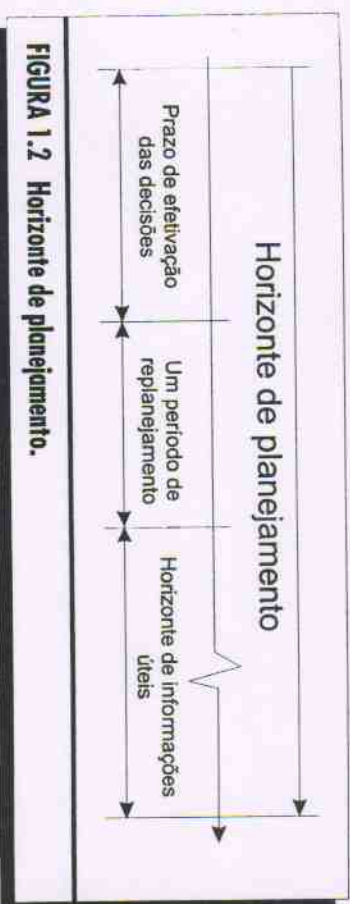 Horizonte de planejamento
Prazo de efetivação
das decisões
Um período de
replanejamento
Horizonte de informações
úteis
FIGURA 1.2 Horizonte de planejamento.